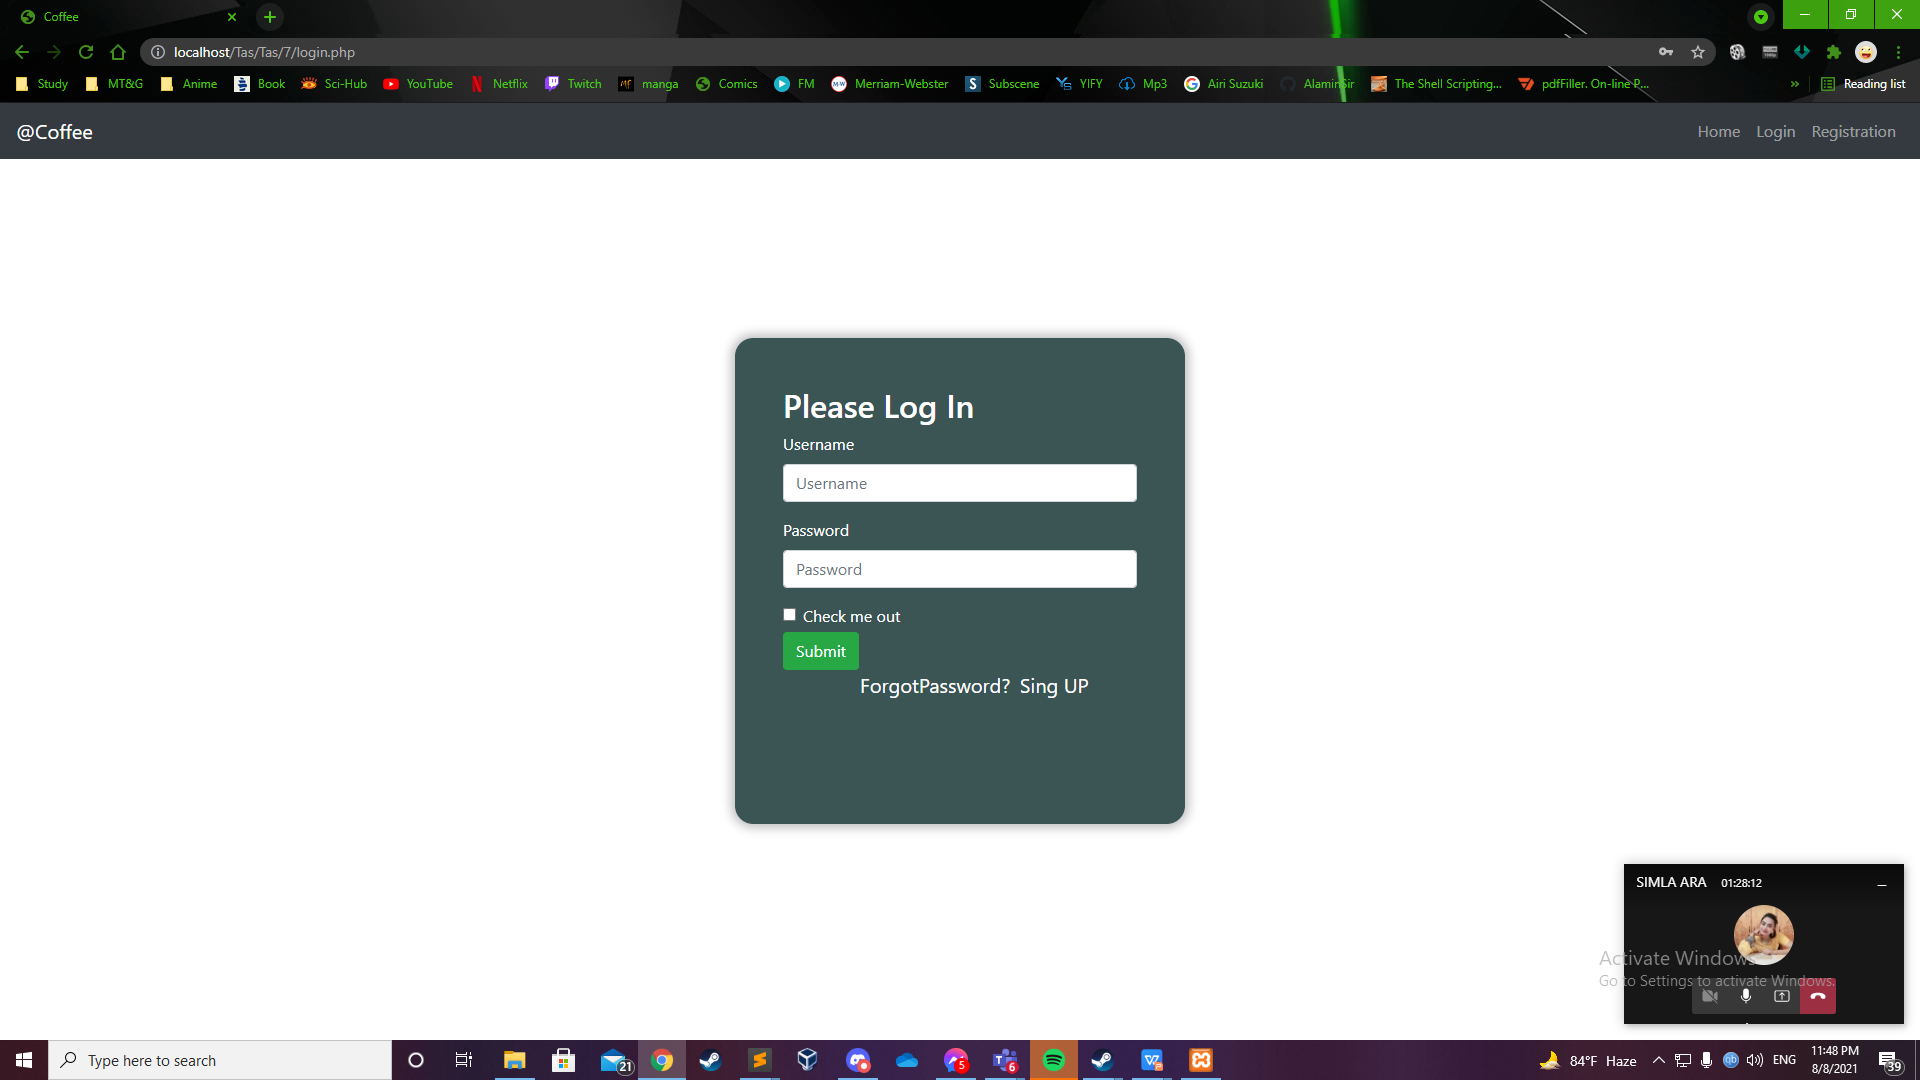 Coffee
localhost/Tas/Tas/7/login.php
Study MT&G Anime Book Sci-Hub YouTube Netflix Twitch manga Comics FM Merriam-Webster Subscene YIFY Mp3 Airi Suzuki AlaminSir The Shell Scripting... pdfFiller. On-line P... » Reading list
@Coffee
Home Login Registration
Please Log In
Username
Username
Password
Password
Check me out
Submit
ForgotPassword? Sing UP
SIMLA ARA 01:28:12
Activate Windows
Go to Settings to activate Windows.
Type here to search
21
5
6
84°F Haze
ENG
11:48 PM
8/8/2021
39